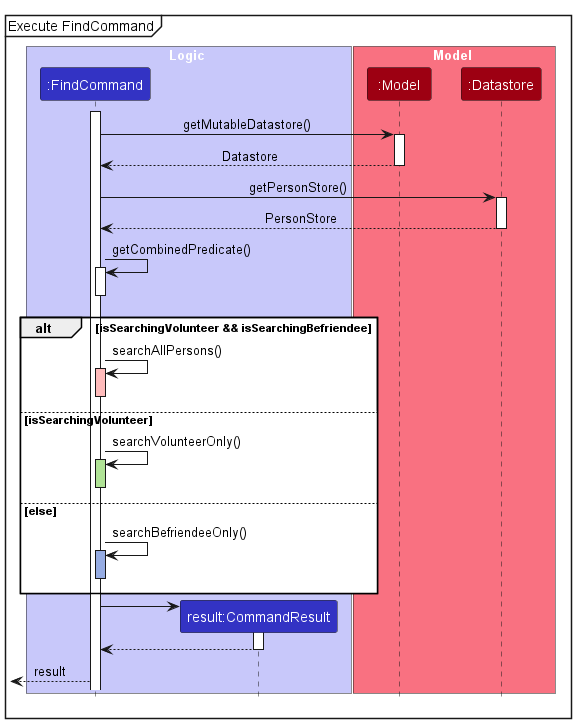 Execute FindCommand
Logic
Model
:FindCommand
:Model
:Datastore
getMutableDatastore()
Datastore
getPersonStore()
PersonStore
getCombinedPredicate()
alt
[isSearchingVolunteer && isSearchingBefriendee]
searchAllPersons()
[isSearchingVolunteer]
searchVolunteerOnly()
[else]
searchBefriendeeOnly()
result:CommandResult
result